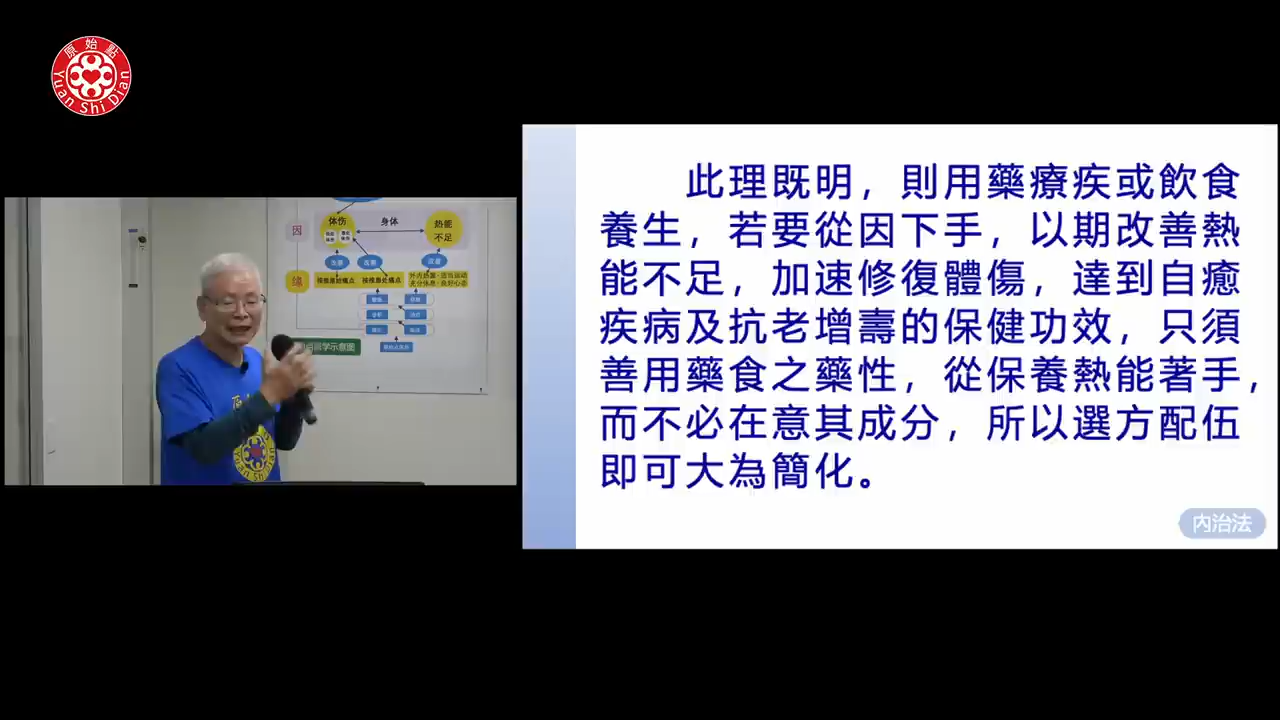 原始點
Yuan Shi Dian
此理既明，則用藥療疾或飲食
養生，若要從因下手，以期改善熱
能不足，加速修復體傷，達到自癒
疾病及抗老增壽的保健功效，只須
善用藥食之藥性，從保養熱能著手，
而不必在意其成分，所以選方配伍
即可大為簡化。
內治法
因
体伤
身体
热能
不足
缘